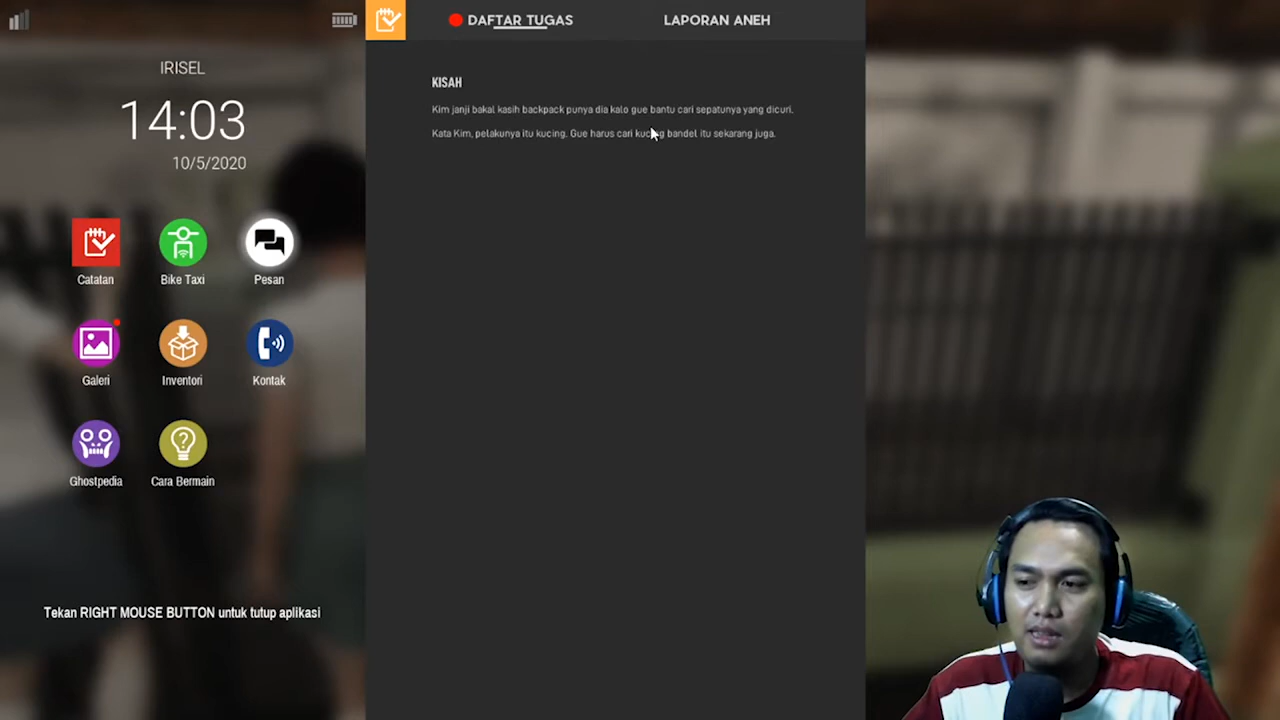 DAFTAR TUGAS
LAPORAN ANEH
IRISEL
14:03
10/5/2020
Catatan
Bike Taxi
Pesan
Galeri
Inventori
Kontak
Ghostpedia
Cara Bermain
Tekan RIGHT MOUSE BUTTON untuk tutup aplikasi
KISAH
Kim janji bakal kasih backpack punya dia kalo gue bantu cari sepatunya yang dicuri.
Kata Kim, pelakunya itu kucing. Gue harus cari kucing bandel itu sekarang juga.